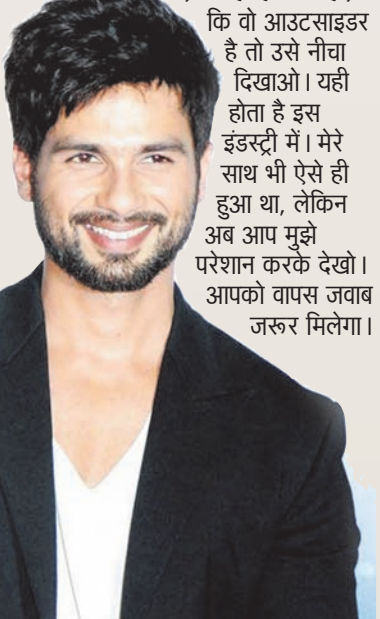 कि वो आउटसाइडर
है तो उसे नीचा
दिखाओ। यही
होता है इस
इंडस्ट्री में। मेरे
साथ भी ऐसे ही
हुआ था, लेकिन
अब आप मुझे
परेशान करके देखो।
आपको वापस जवाब
जरूर मिलेगा।